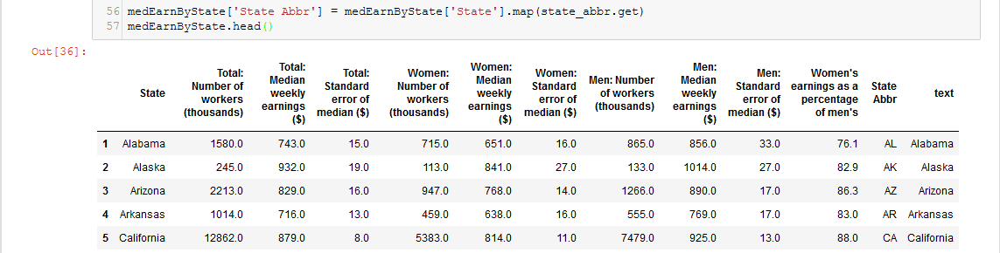 56 medEarnByState['State Abbr'] = medEarnByState['State'].map(state_abbr.get)
57 medEarnByState.head()
Out[36]:
State Total: Number of workers (thousands) Total: Median weekly earnings ($) Total: Standard error of median ($) Women: Number of workers (thousands) Women: Median weekly earnings ($) Women: Standard error of median ($) Men: Number of workers (thousands) Men: Median weekly earnings ($) Men: Standard error of median ($) Women's earnings as a percentage of men's State Abbr text
1 Alabama 1580.0 743.0 15.0 715.0 651.0 16.0 865.0 856.0 33.0 76.1 AL Alabama
2 Alaska 245.0 932.0 19.0 113.0 841.0 27.0 133.0 1014.0 27.0 82.9 AK Alaska
3 Arizona 2213.0 829.0 16.0 947.0 768.0 14.0 1266.0 890.0 17.0 86.3 AZ Arizona
4 Arkansas 1014.0 716.0 13.0 459.0 638.0 16.0 555.0 769.0 17.0 83.0 AR Arkansas
5 California 12862.0 879.0 8.0 5383.0 814.0 11.0 7479.0 925.0 13.0 88.0 CA California